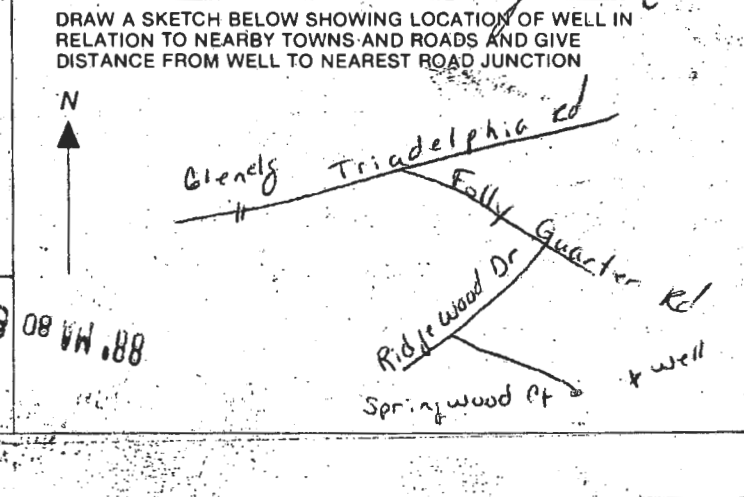 DRAW A SKETCH BELOW SHOWING LOCATION OF WELL IN
RELATION TO NEARBY TOWNS AND ROADS AND GIVE
DISTANCE FROM WELL TO NEAREST ROAD JUNCTION
N
Glenelg
Triadelphia Rd
Folly Quarter Rd
Ridgewood Dr
Springwood Ct
x well